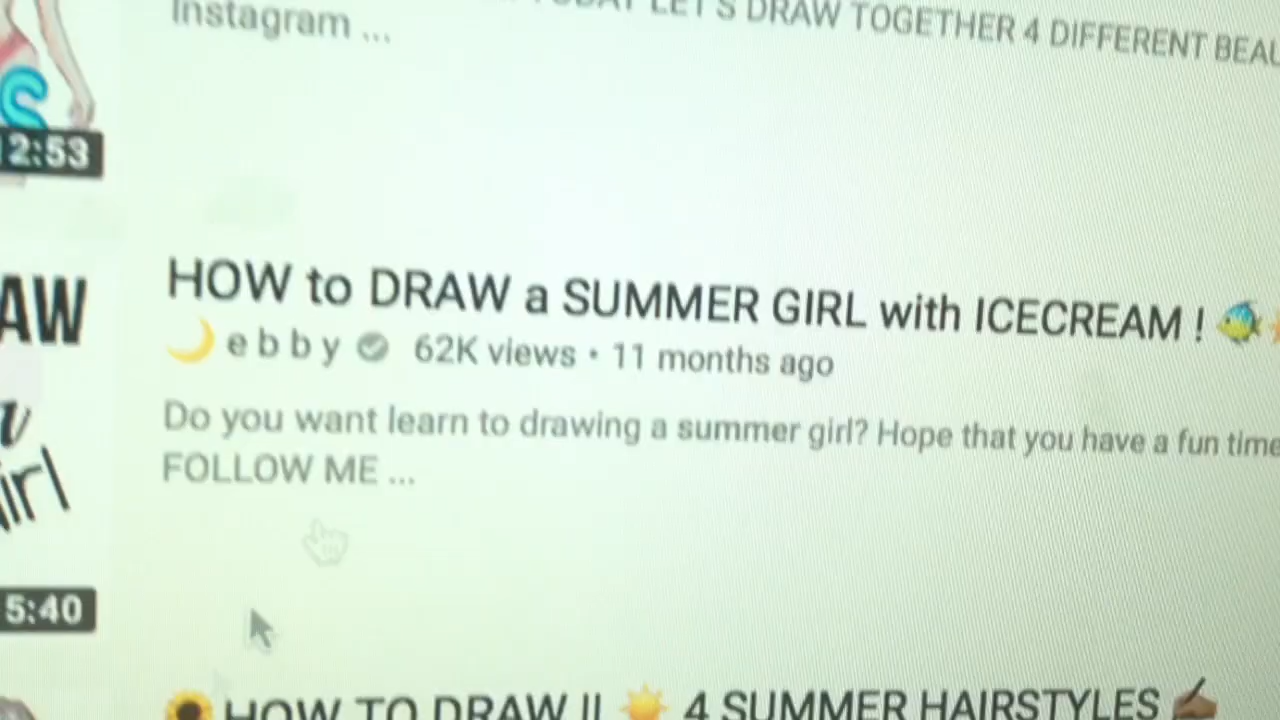 LET'S DRAW TOGETHER 4 DIFFERENT
Instagram ...
2:53
HOW to DRAW a SUMMER GIRL with ICECREAM ! 🐠
AW
🌙 e b b y 62K views • 11 months ago
Do you want learn to drawing a summer girl? Hope that you have a fun time
FOLLOW ME ...
irl
5:40
🌻 HOW TO DRAW || ☀️ 4 SUMMER HAIRSTYLES ✍🏾